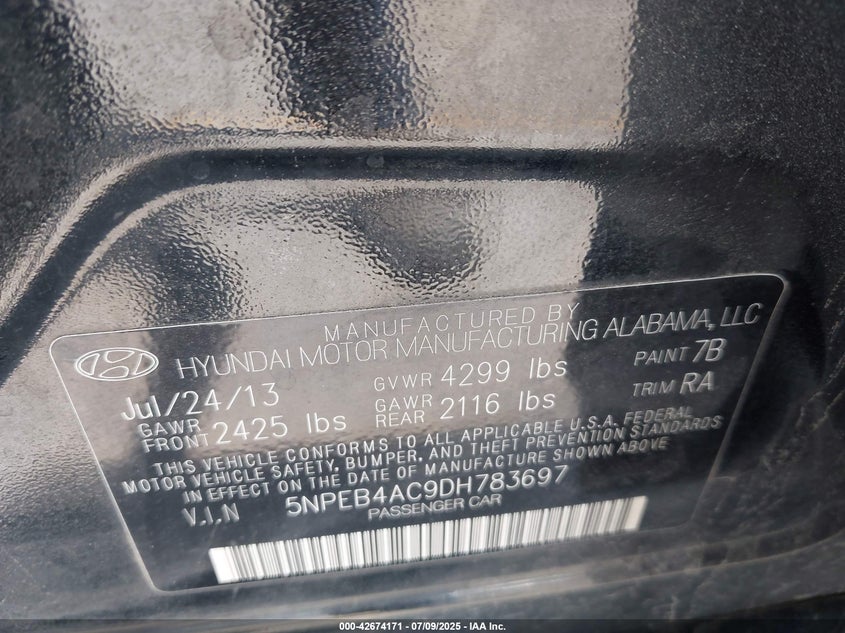 MANUFACTURED BY
HYUNDAI MOTOR MANUFACTURING ALABAMA, LLC
Jul/24/13 GVWR 4299 lbs PAINT 7B
GAWR FRONT 2425 lbs GAWR REAR 2116 lbs TRIM RA
THIS VEHICLE CONFORMS TO ALL APPLICABLE U.S.A. FEDERAL
MOTOR VEHICLE SAFETY, BUMPER, AND THEFT PREVENTION STANDARDS
IN EFFECT ON THE DATE OF MANUFACTURE SHOWN ABOVE
V.I.N 5NPEB4AC9DH783697
PASSENGER CAR
000-42674171 | 07/09/2025 - IAA Inc.